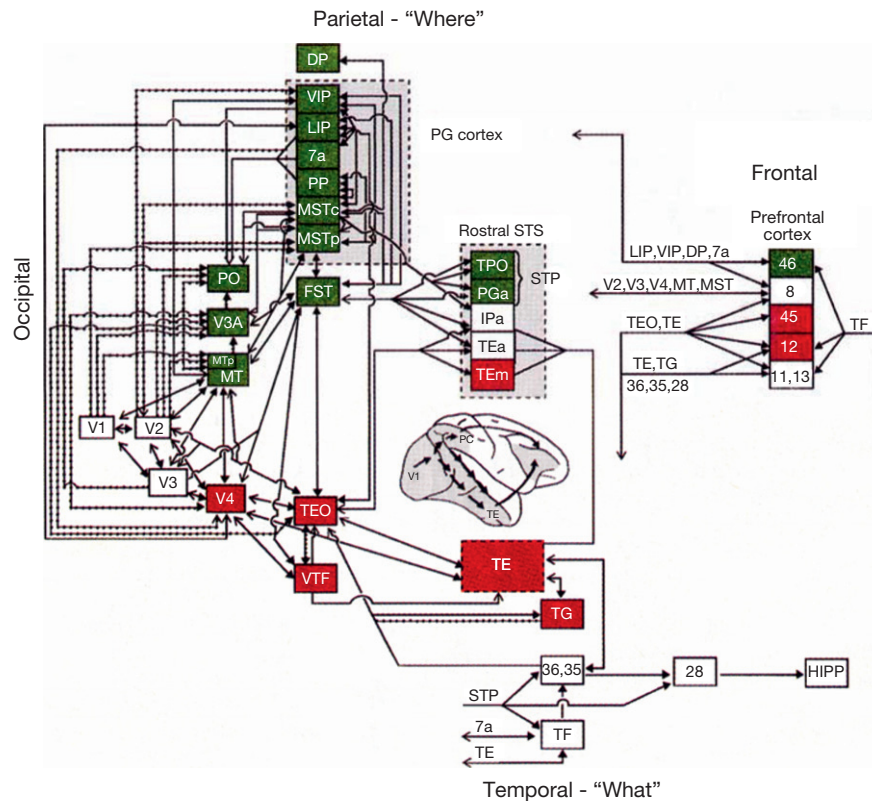 Parietal - “Where”
DP
VIP
LIP
7a
PP
MSTc
MSTp
PG cortex
Occipital
PO
FST
V3A
MTp
MT
V1
V2
V3
V4
TEO
VTF
Rostral STS
TPO
PGa
STP
IPa
TEa
TEm
V1
PC
TE
Frontal
Prefrontal
cortex
LIP,VIP,DP,7a
46
V2,V3,V4,MT,MST
8
TEO,TE
45
TF
12
TE,TG
36,35,28
11,13
TE
TG
36,35
28
HIPP
STP
7a
TF
TE
Temporal - “What”